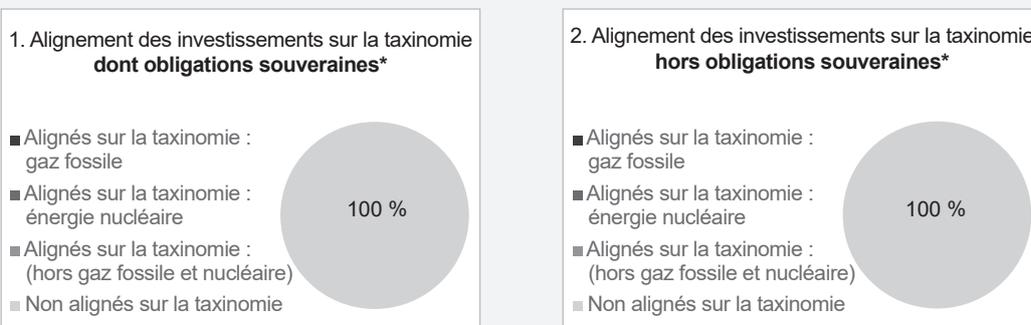 1. Alignement des investissements sur la taxinomie
dont obligations souveraines*
Alignés sur la taxinomie :
gaz fossile
Alignés sur la taxinomie :
énergie nucléaire
Alignés sur la taxinomie :
(hors gaz fossile et nucléaire)
Non alignés sur la taxinomie
100 %
2. Alignement des investissements sur la taxinomie
hors obligations souveraines*
Alignés sur la taxinomie :
gaz fossile
Alignés sur la taxinomie :
énergie nucléaire
Alignés sur la taxinomie :
(hors gaz fossile et nucléaire)
Non alignés sur la taxinomie
100 %